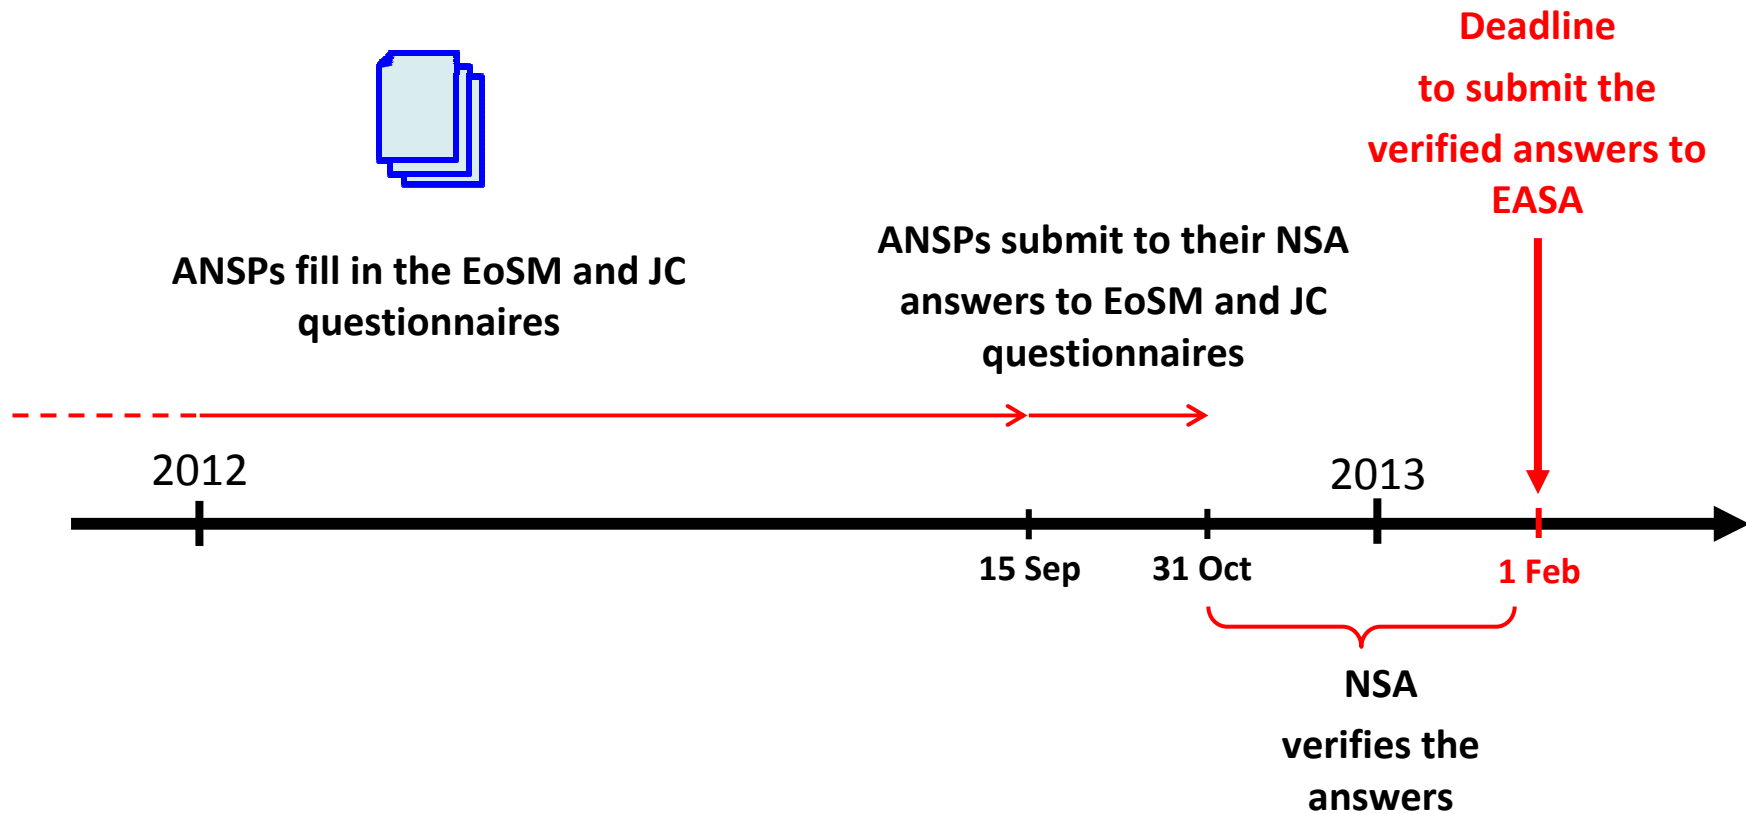 Deadline
to submit the
verified answers to
EASA
ANSPs fill in the EoSM and JC
questionnaires
ANSPs submit to their NSA
answers to EoSM and JC
questionnaires
2012
2013
15 Sep
31 Oct
1 Feb
NSA
verifies the
answers